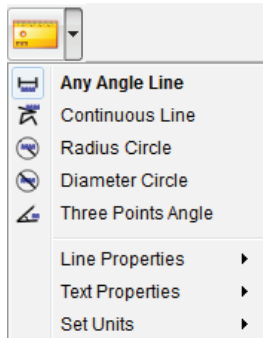 Any Angle Line
Continuous Line
Radius Circle
Diameter Circle
Three Points Angle
Line Properties
Text Properties
Set Units